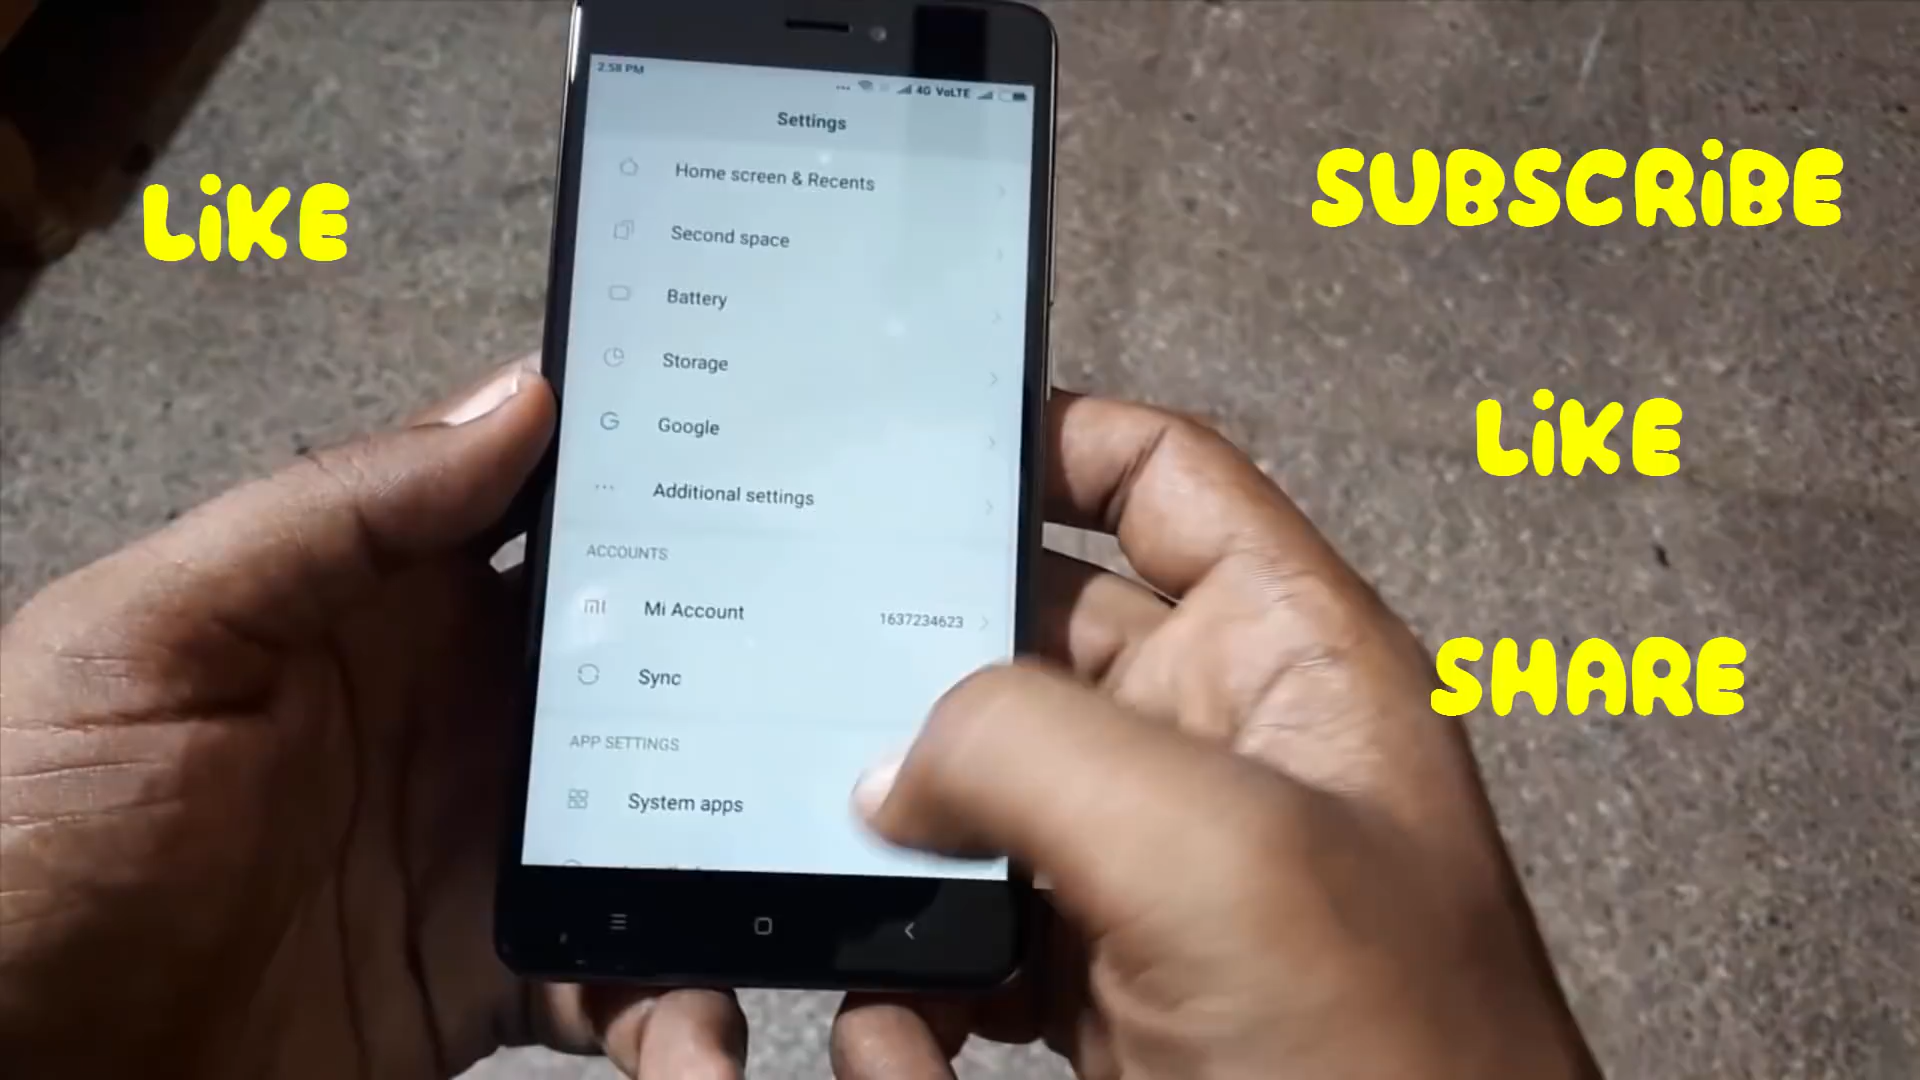 2.58 PM
4G VoLTE
Settings
Home screen & Recents
Second space
Battery
Storage
Google
Additional settings
ACCOUNTS
Mi Account 1637234623
Sync
APP SETTINGS
System apps
LiKE
SUBSCRiBE
LiKE
SHARE